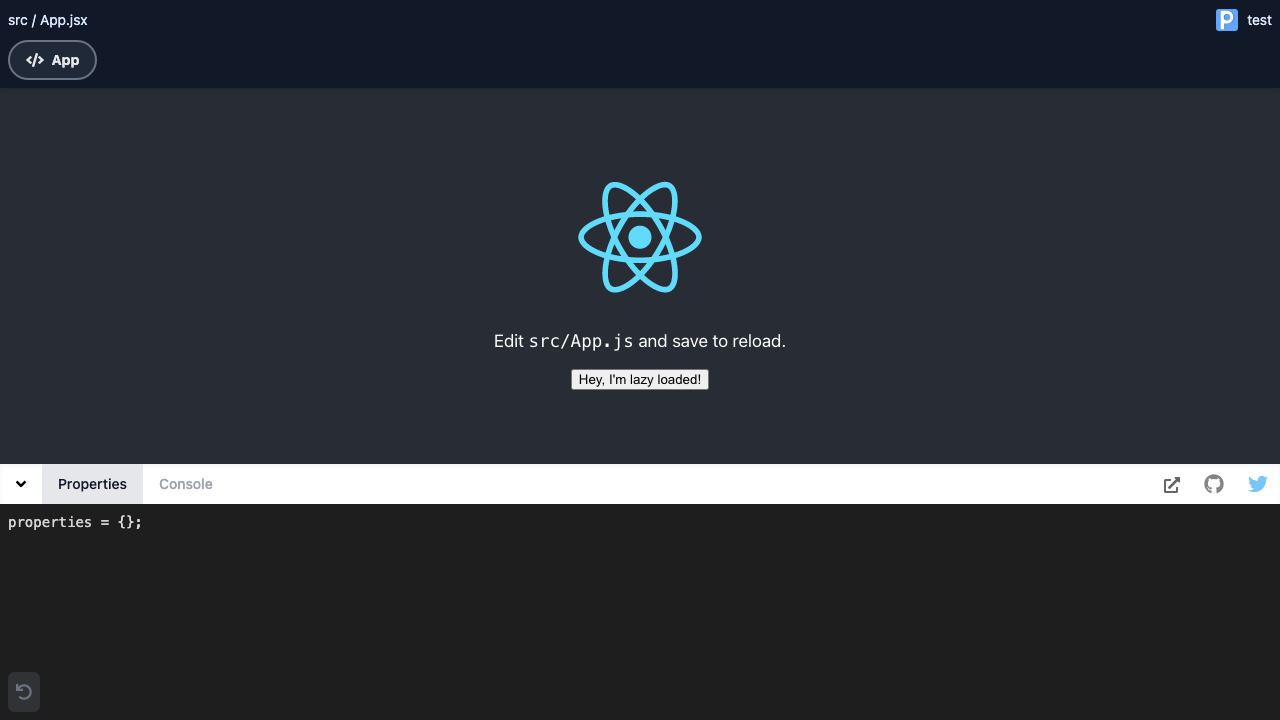 src / App.jsx
P test
</> App
Edit src/App.js and save to reload.
Hey, I'm lazy loaded!
Properties Console
properties = {};